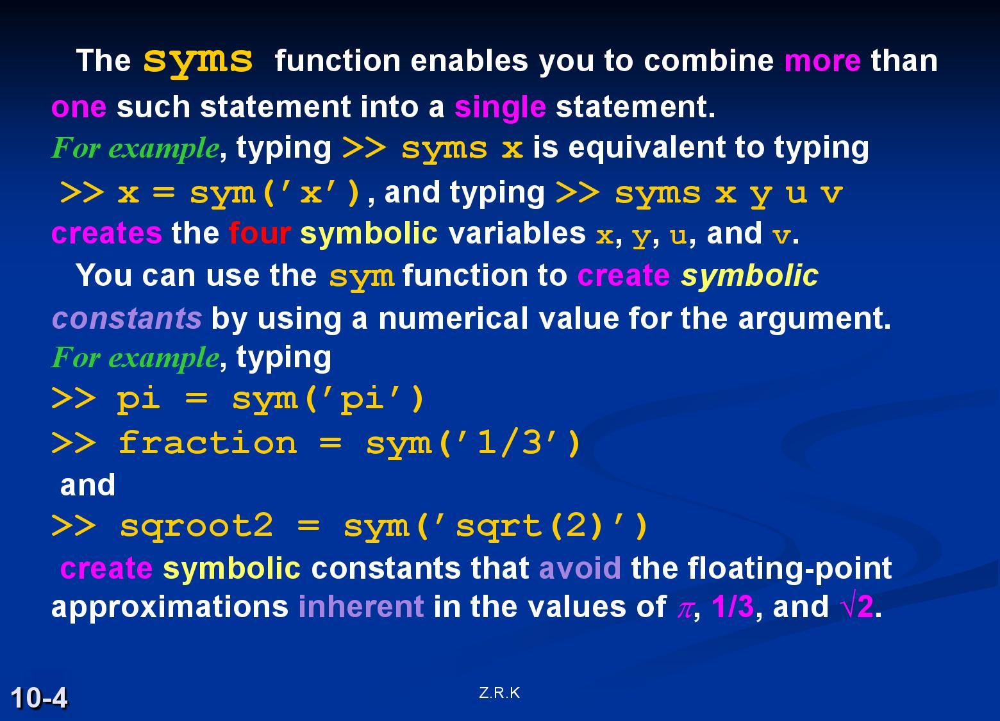 The syms function enables you to combine more than
one such statement into a single statement.
For example, typing >> syms x is equivalent to typing
>> x = sym(’x’), and typing >> syms x y u v
creates the four symbolic variables x, y, u, and v.
You can use the sym function to create symbolic
constants by using a numerical value for the argument.
For example, typing
>> pi = sym(’pi’)
>> fraction = sym(’1/3’)
and
>> sqroot2 = sym(’sqrt(2)’)
create symbolic constants that avoid the floating-point
approximations inherent in the values of π, 1/3, and √2.
10-4
Z.R.K